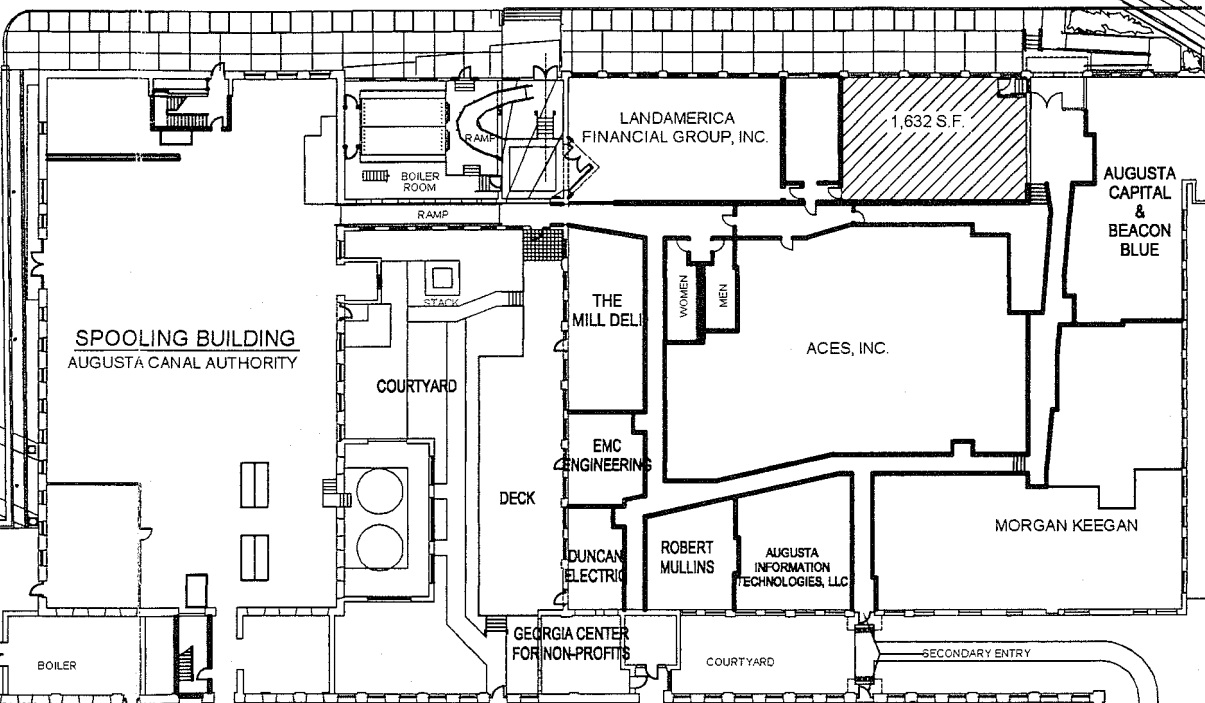 LANDAMERICA
FINANCIAL GROUP, INC.
1,632 S.F.
RAMP
BOILER
ROOM
AUGUSTA
CAPITAL
&
BEACON
BLUE
RAMP
WOMEN
MEN
STACK
THE
MILL DELI
SPOOLING BUILDING
AUGUSTA CANAL AUTHORITY
ACES, INC.
COURTYARD
EMC
ENGINEERING
DECK
MORGAN KEEGAN
DUNCAN
ELECTRIC
ROBERT
MULLINS
AUGUSTA
INFORMATION
TECHNOLOGIES, LLC
GEORGIA CENTER
FOR NON-PROFITS
BOILER
COURTYARD
SECONDARY ENTRY